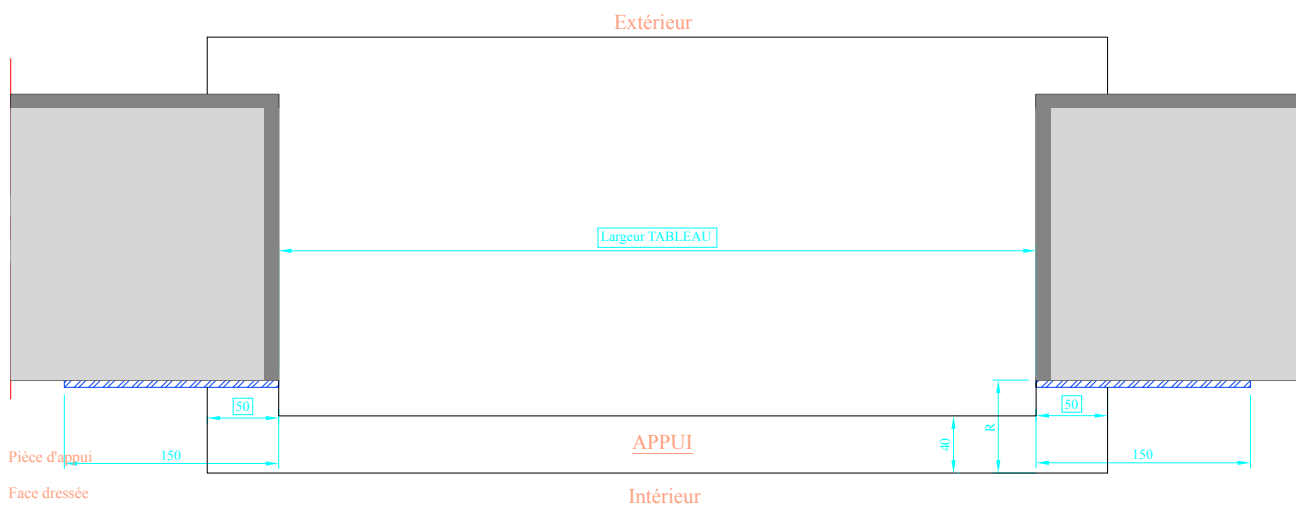 Extérieur
Largeur TABLEAU
50
50
APPUI
40
R
Pièce d'appui
150
150
Face dressée
Intérieur